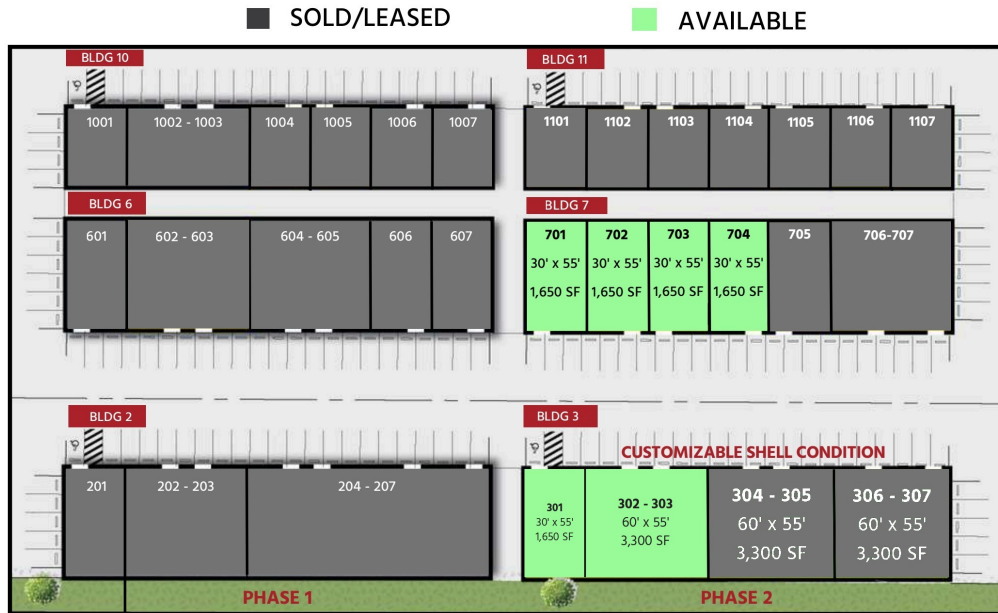 SOLD/LEASED
AVAILABLE
BLDG 10
1001
1002 - 1003
1004
1005
1006
1007
BLDG 11
1101
1102
1103
1104
1105
1106
1107
BLDG 6
601
602 - 603
604 - 605
606
607
BLDG 7
701
30' x 55'
1,650 SF
702
30' x 55'
1,650 SF
703
30' x 55'
1,650 SF
704
30' x 55'
1,650 SF
705
706-707
BLDG 2
201
202 - 203
204 - 207
BLDG 3
CUSTOMIZABLE SHELL CONDITION
301
30' x 55'
1,650 SF
302 - 303
60' x 55'
3,300 SF
304 - 305
60' x 55'
3,300 SF
306 - 307
60' x 55'
3,300 SF
PHASE 1
PHASE 2